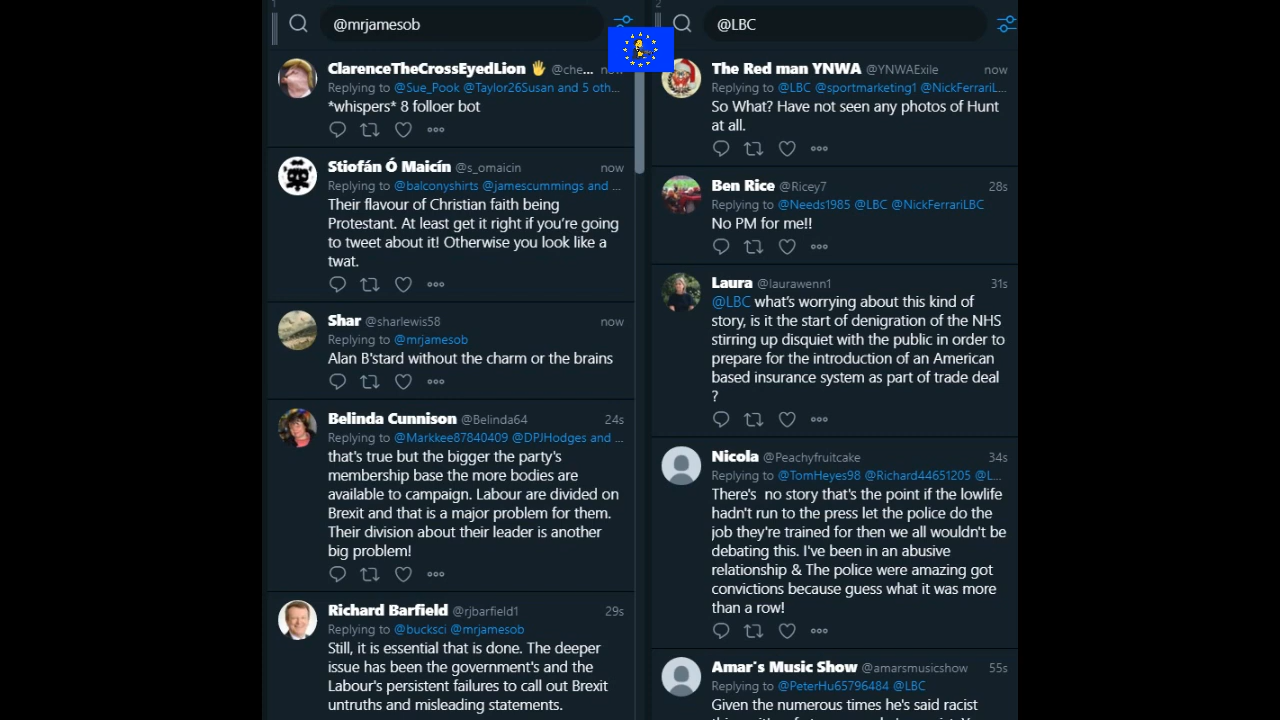 1
@mrjamesob
ClarenceTheCrossEyedLion 🖐 @che... now
Replying to @Sue_Pook @Taylor26Susan and 5 oth...
*whispers* 8 folloer bot
Stiofán Ó Maicín @s_omaicin now
Replying to @balconyshirts @jamescummings and ...
Their flavour of Christian faith being
Protestant. At least get it right if you're going
to tweet about it! Otherwise you look like a
twat.
Shar @sharlewis58 now
Replying to @mrjamesob
Alan B'stard without the charm or the brains
Belinda Cunnison @Belinda64 24s
Replying to @Markkee87840409 @DPJHodges and ...
that's true but the bigger the party's
membership base the more bodies are
available to campaign. Labour are divided on
Brexit and that is a major problem for them.
Their division about their leader is another
big problem!
Richard Barfield @rjbarfield1 29s
Replying to @bucksci @mrjamesob
Still, it is essential that is done. The deeper
issue has been the government's and the
Labour's persistent failures to call out Brexit
untruths and misleading statements.
2
@LBC
The Red man YNWA @YNWAExile now
Replying to @LBC @sportmarketing1 @NickFerrariL...
So What? Have not seen any photos of Hunt
at all.
Ben Rice @Ricey7 28s
Replying to @Needs1985 @LBC @NickFerrariLBC
No PM for me!!
Laura @laurawenn1 31s
@LBC what's worrying about this kind of
story, is it the start of denigration of the NHS
stirring up disquiet with the public in order to
prepare for the introduction of an American
based insurance system as part of trade deal
?
Nicola @Peachyfruitcake 34s
Replying to @TomHeyes98 @Richard44651205 @L...
There's  no story that's the point if the lowlife
hadn't run to the press let the police do the
job they're trained for then we all wouldn't be
debating this. I've been in an abusive
relationship & The police were amazing got
convictions because guess what it was more
than a row!
Amar's Music Show @amarsmusicshow 55s
Replying to @PeterHu65796484 @LBC
Given the numerous times he's said racist